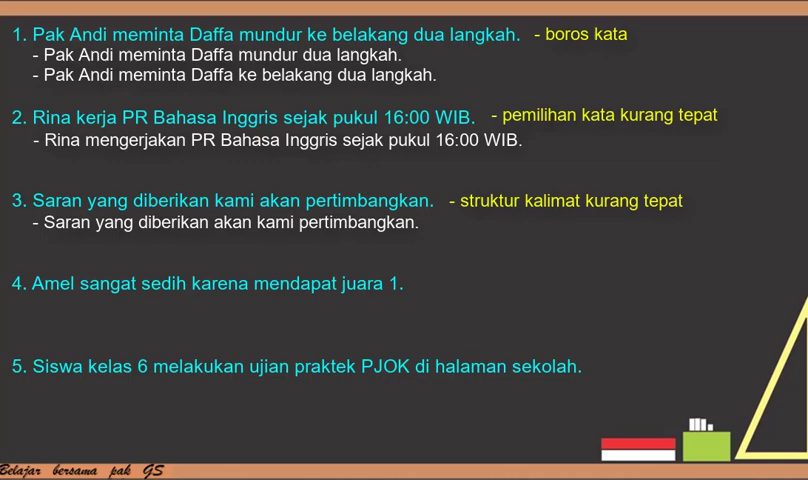 1. Pak Andi meminta Daffa mundur ke belakang dua langkah. - boros kata
- Pak Andi meminta Daffa mundur dua langkah.
- Pak Andi meminta Daffa ke belakang dua langkah.
2. Rina kerja PR Bahasa Inggris sejak pukul 16:00 WIB. - pemilihan kata kurang tepat
- Rina mengerjakan PR Bahasa Inggris sejak pukul 16:00 WIB.
3. Saran yang diberikan kami akan pertimbangkan. - struktur kalimat kurang tepat
- Saran yang diberikan akan kami pertimbangkan.
4. Amel sangat sedih karena mendapat juara 1.
5. Siswa kelas 6 melakukan ujian praktek PJOK di halaman sekolah.
Belajar bersama pak GS